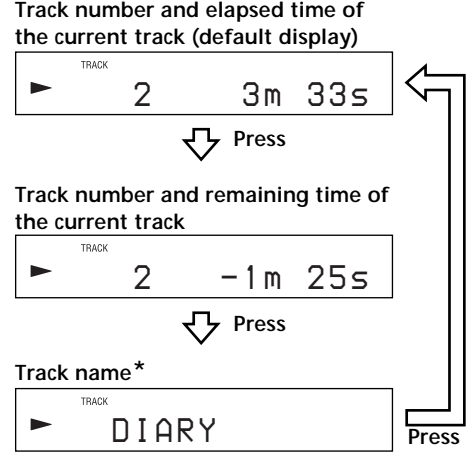 Track number and elapsed time of
the current track (default display)
TRACK
2 3m 33s
Press
Track number and remaining time of
the current track
TRACK
2 -1m 25s
Press
Track name*
TRACK
DIARY
Press